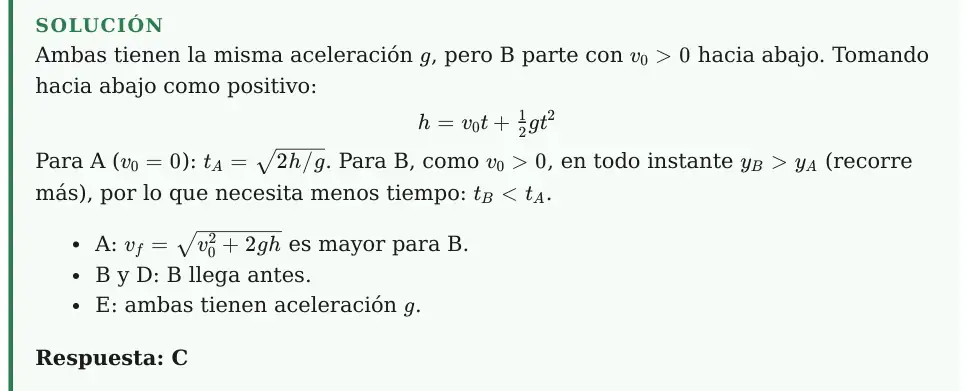 SOLUCIÓN
Ambas tienen la misma aceleración g, pero B parte con v₀ > 0 hacia abajo. Tomando
hacia abajo como positivo:
h = v₀t + ½gt²
Para A (v₀ = 0): t_A = √(2h/g). Para B, como v₀ > 0, en todo instante y_B > y_A (recorre
más), por lo que necesita menos tiempo: t_B < t_A.
• A: v_f = √(v₀² + 2gh) es mayor para B.
• B y D: B llega antes.
• E: ambas tienen aceleración g.
Respuesta: C